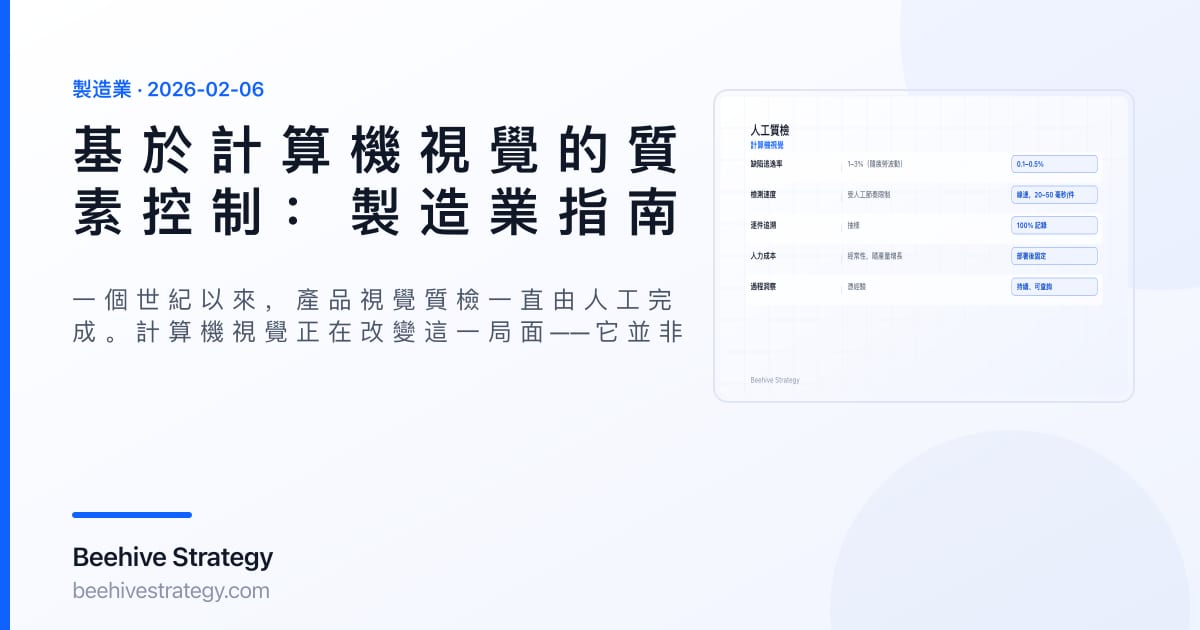 製造業 · 2026-02-06
基於計算機視覺的質
素控制：製造業指南
一個世紀以來，產品視覺質檢一直由人工完
成。計算機視覺正在改變這一局面——它並非
Beehive Strategy
beehivestrategy.com
人工質檢
計算機視覺
缺陷逃逸率 1–3%（隨疲勞波動） 0.1–0.5%
檢測速度 受人工節奏限制 線速，20–50 毫秒/件
逐件追溯 抽樣 100% 記錄
人力成本 經常性，隨產量增長 部署後固定
過程洞察 憑經驗 持續、可查詢
Beehive Strategy